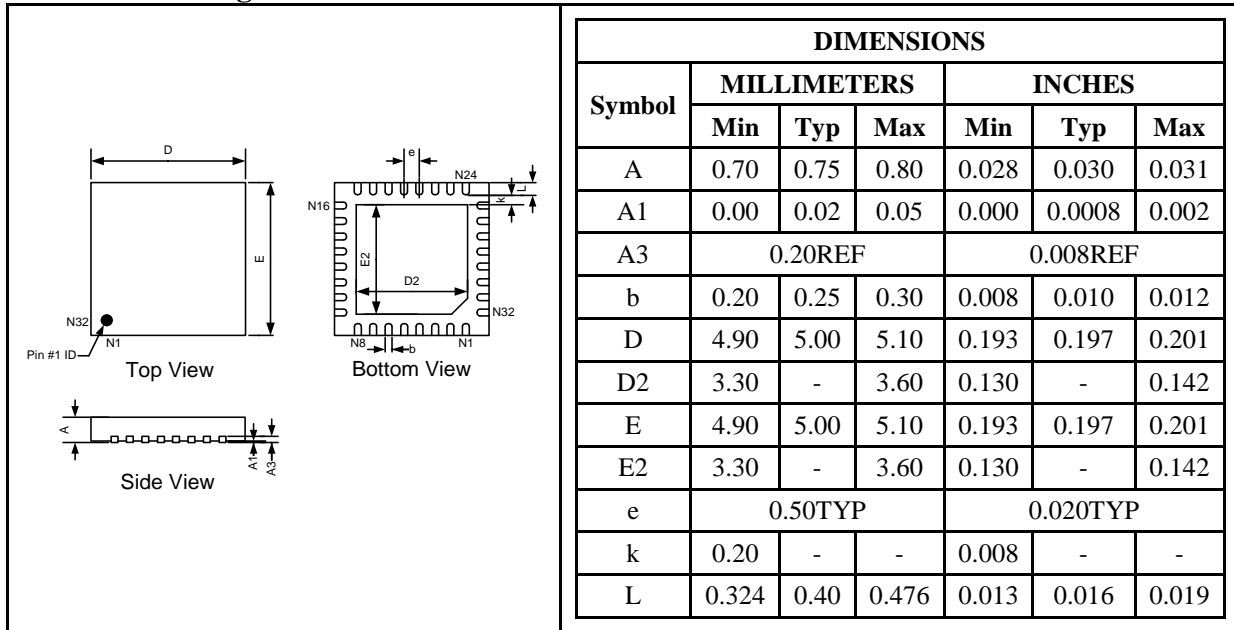 g
D
E
N32
N1
Pin #1 ID
Top View
e
N24
L
k
N16
E2
D2
N32
N8
b
N1
Bottom View
A
A1
A3
Side View
DIMENSIONS
Symbol MILLIMETERS INCHES
Min Typ Max Min Typ Max
A 0.70 0.75 0.80 0.028 0.030 0.031
A1 0.00 0.02 0.05 0.000 0.0008 0.002
A3 0.20REF 0.008REF
b 0.20 0.25 0.30 0.008 0.010 0.012
D 4.90 5.00 5.10 0.193 0.197 0.201
D2 3.30 - 3.60 0.130 - 0.142
E 4.90 5.00 5.10 0.193 0.197 0.201
E2 3.30 - 3.60 0.130 - 0.142
e 0.50TYP 0.020TYP
k 0.20 - - 0.008 - -
L 0.324 0.40 0.476 0.013 0.016 0.019